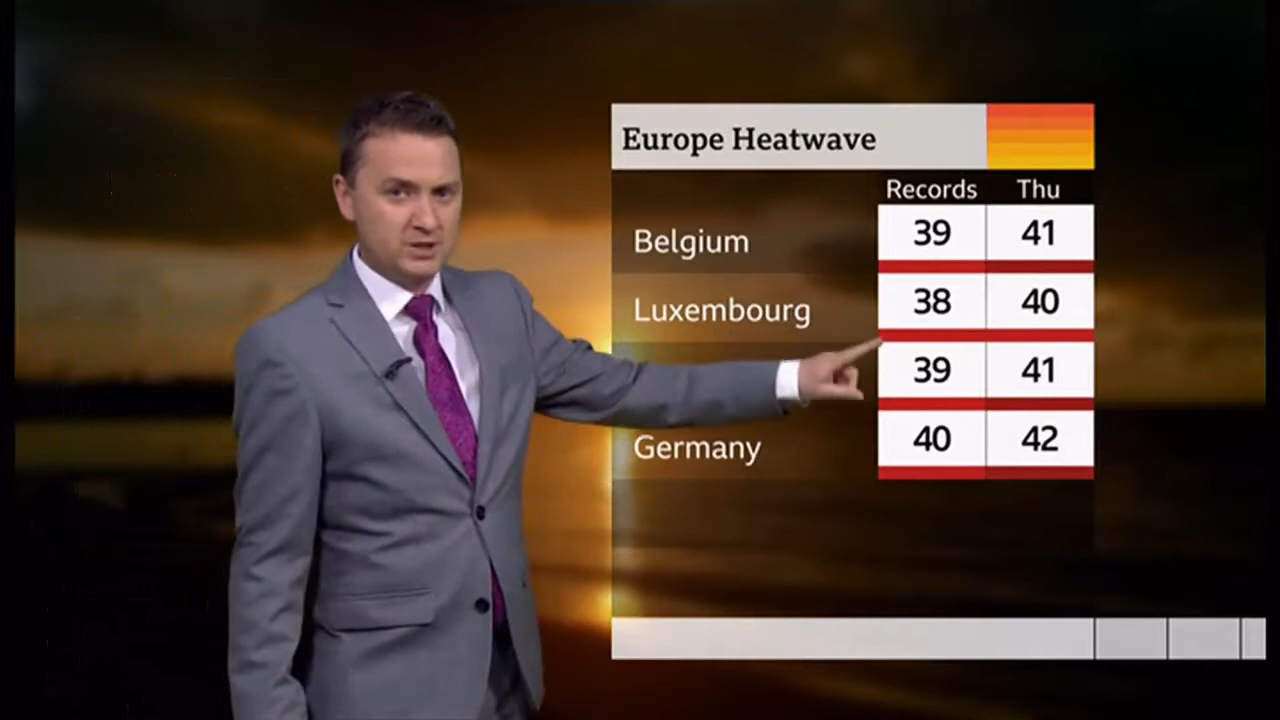 Europe Heatwave
Records Thu
Belgium 39 41
Luxembourg 38 40
39 41
Germany 40 42